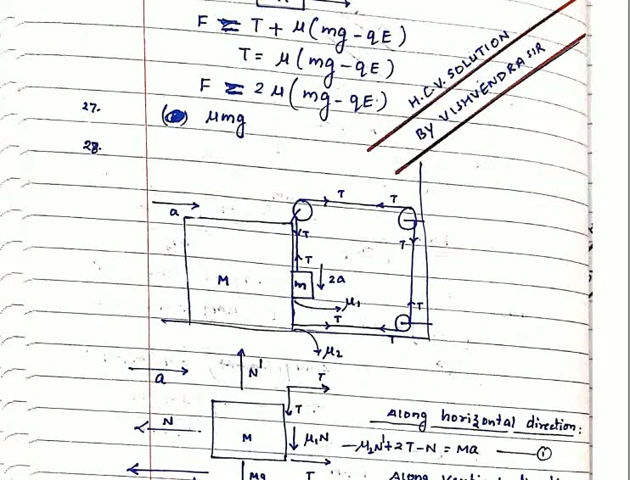 F = T + μ(mg - qE)
T = μ(mg - qE)
F = 2μ(mg - qE)
H.C.V. SOLUTION
BY VISHVENDRA SIR
27.
μmg
28.
T
T
a
T
T
T
M
m
2a
μ₁
T
T
T
μ₂
N'
a
T
T
N
M
μ₁N
T
Mg
Along horizontal direction:
-μ₂N'+2T-N = Ma —— ①